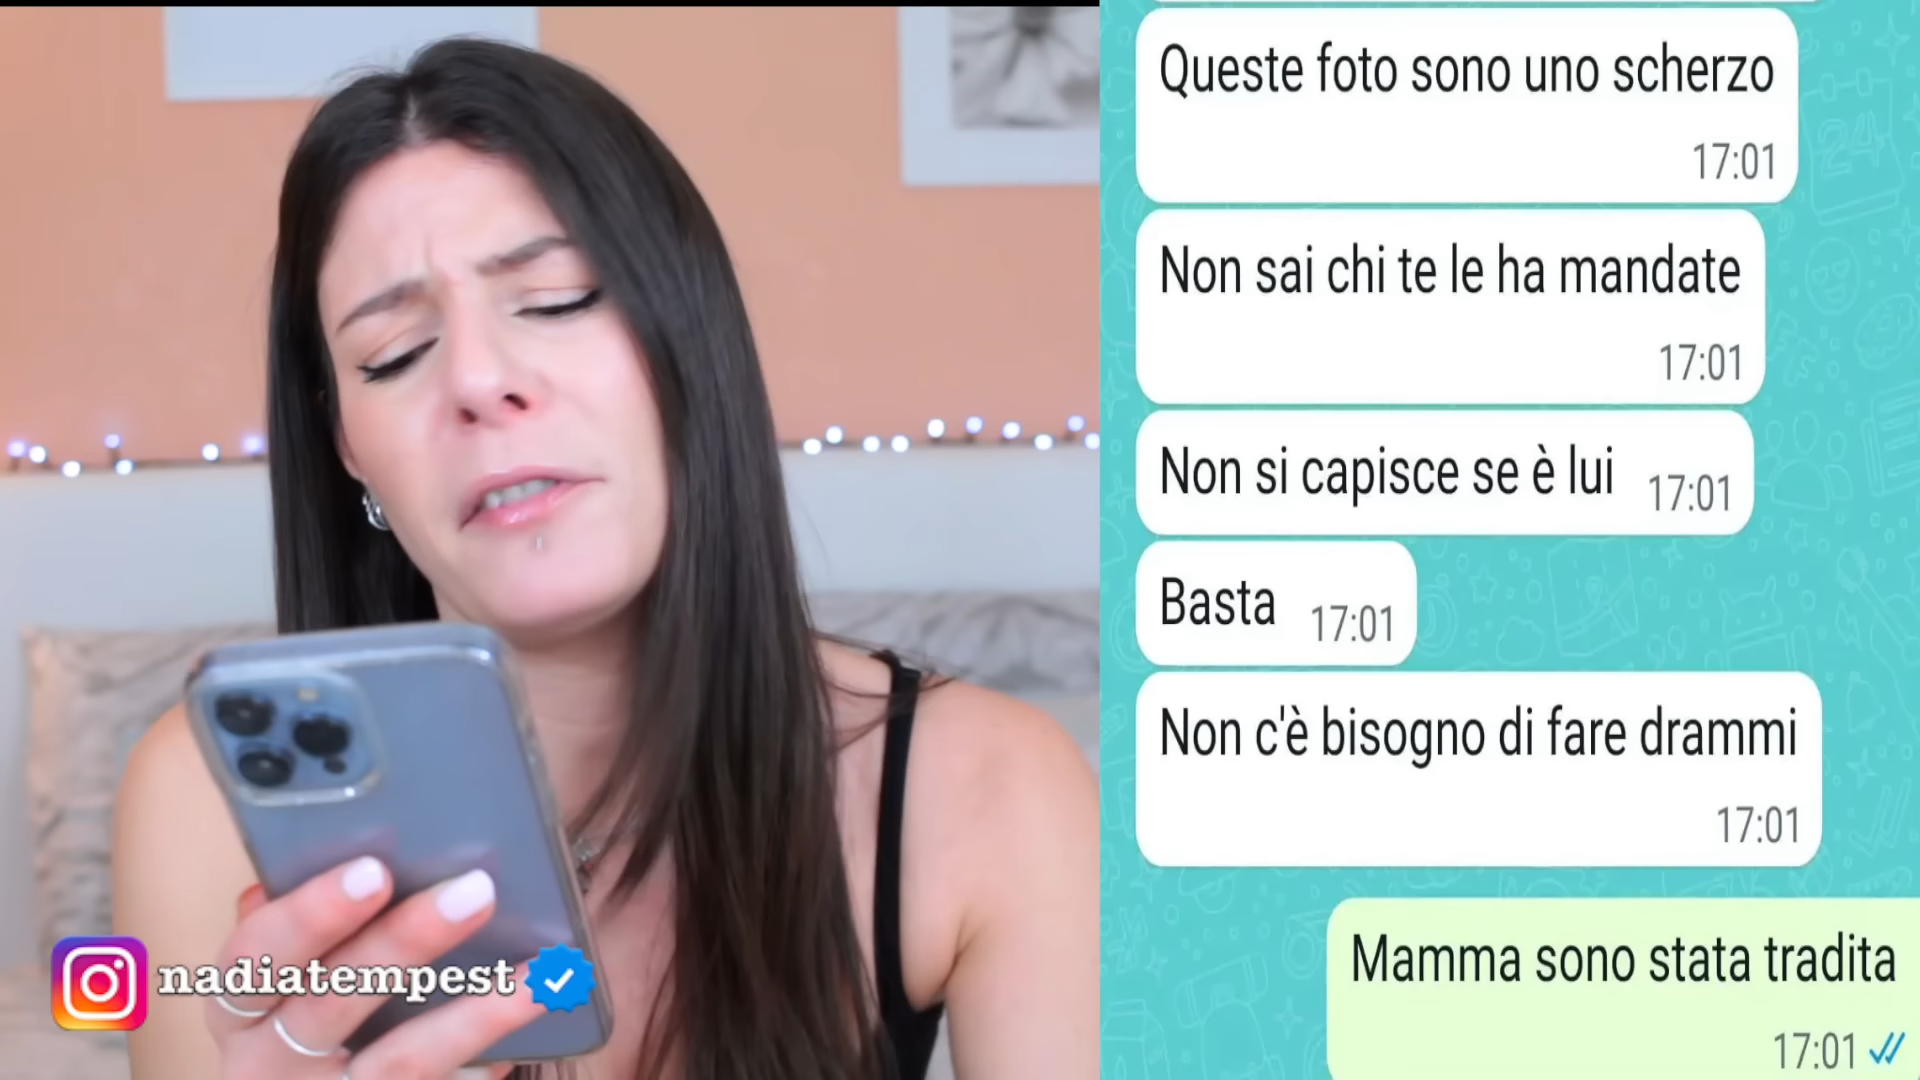 Queste foto sono uno scherzo
17:01
Non sai chi te le ha mandate
17:01
Non si capisce se è lui 17:01
Basta 17:01
Non c'è bisogno di fare drammi
17:01
Mamma sono stata tradita
17:01
nadiatempest